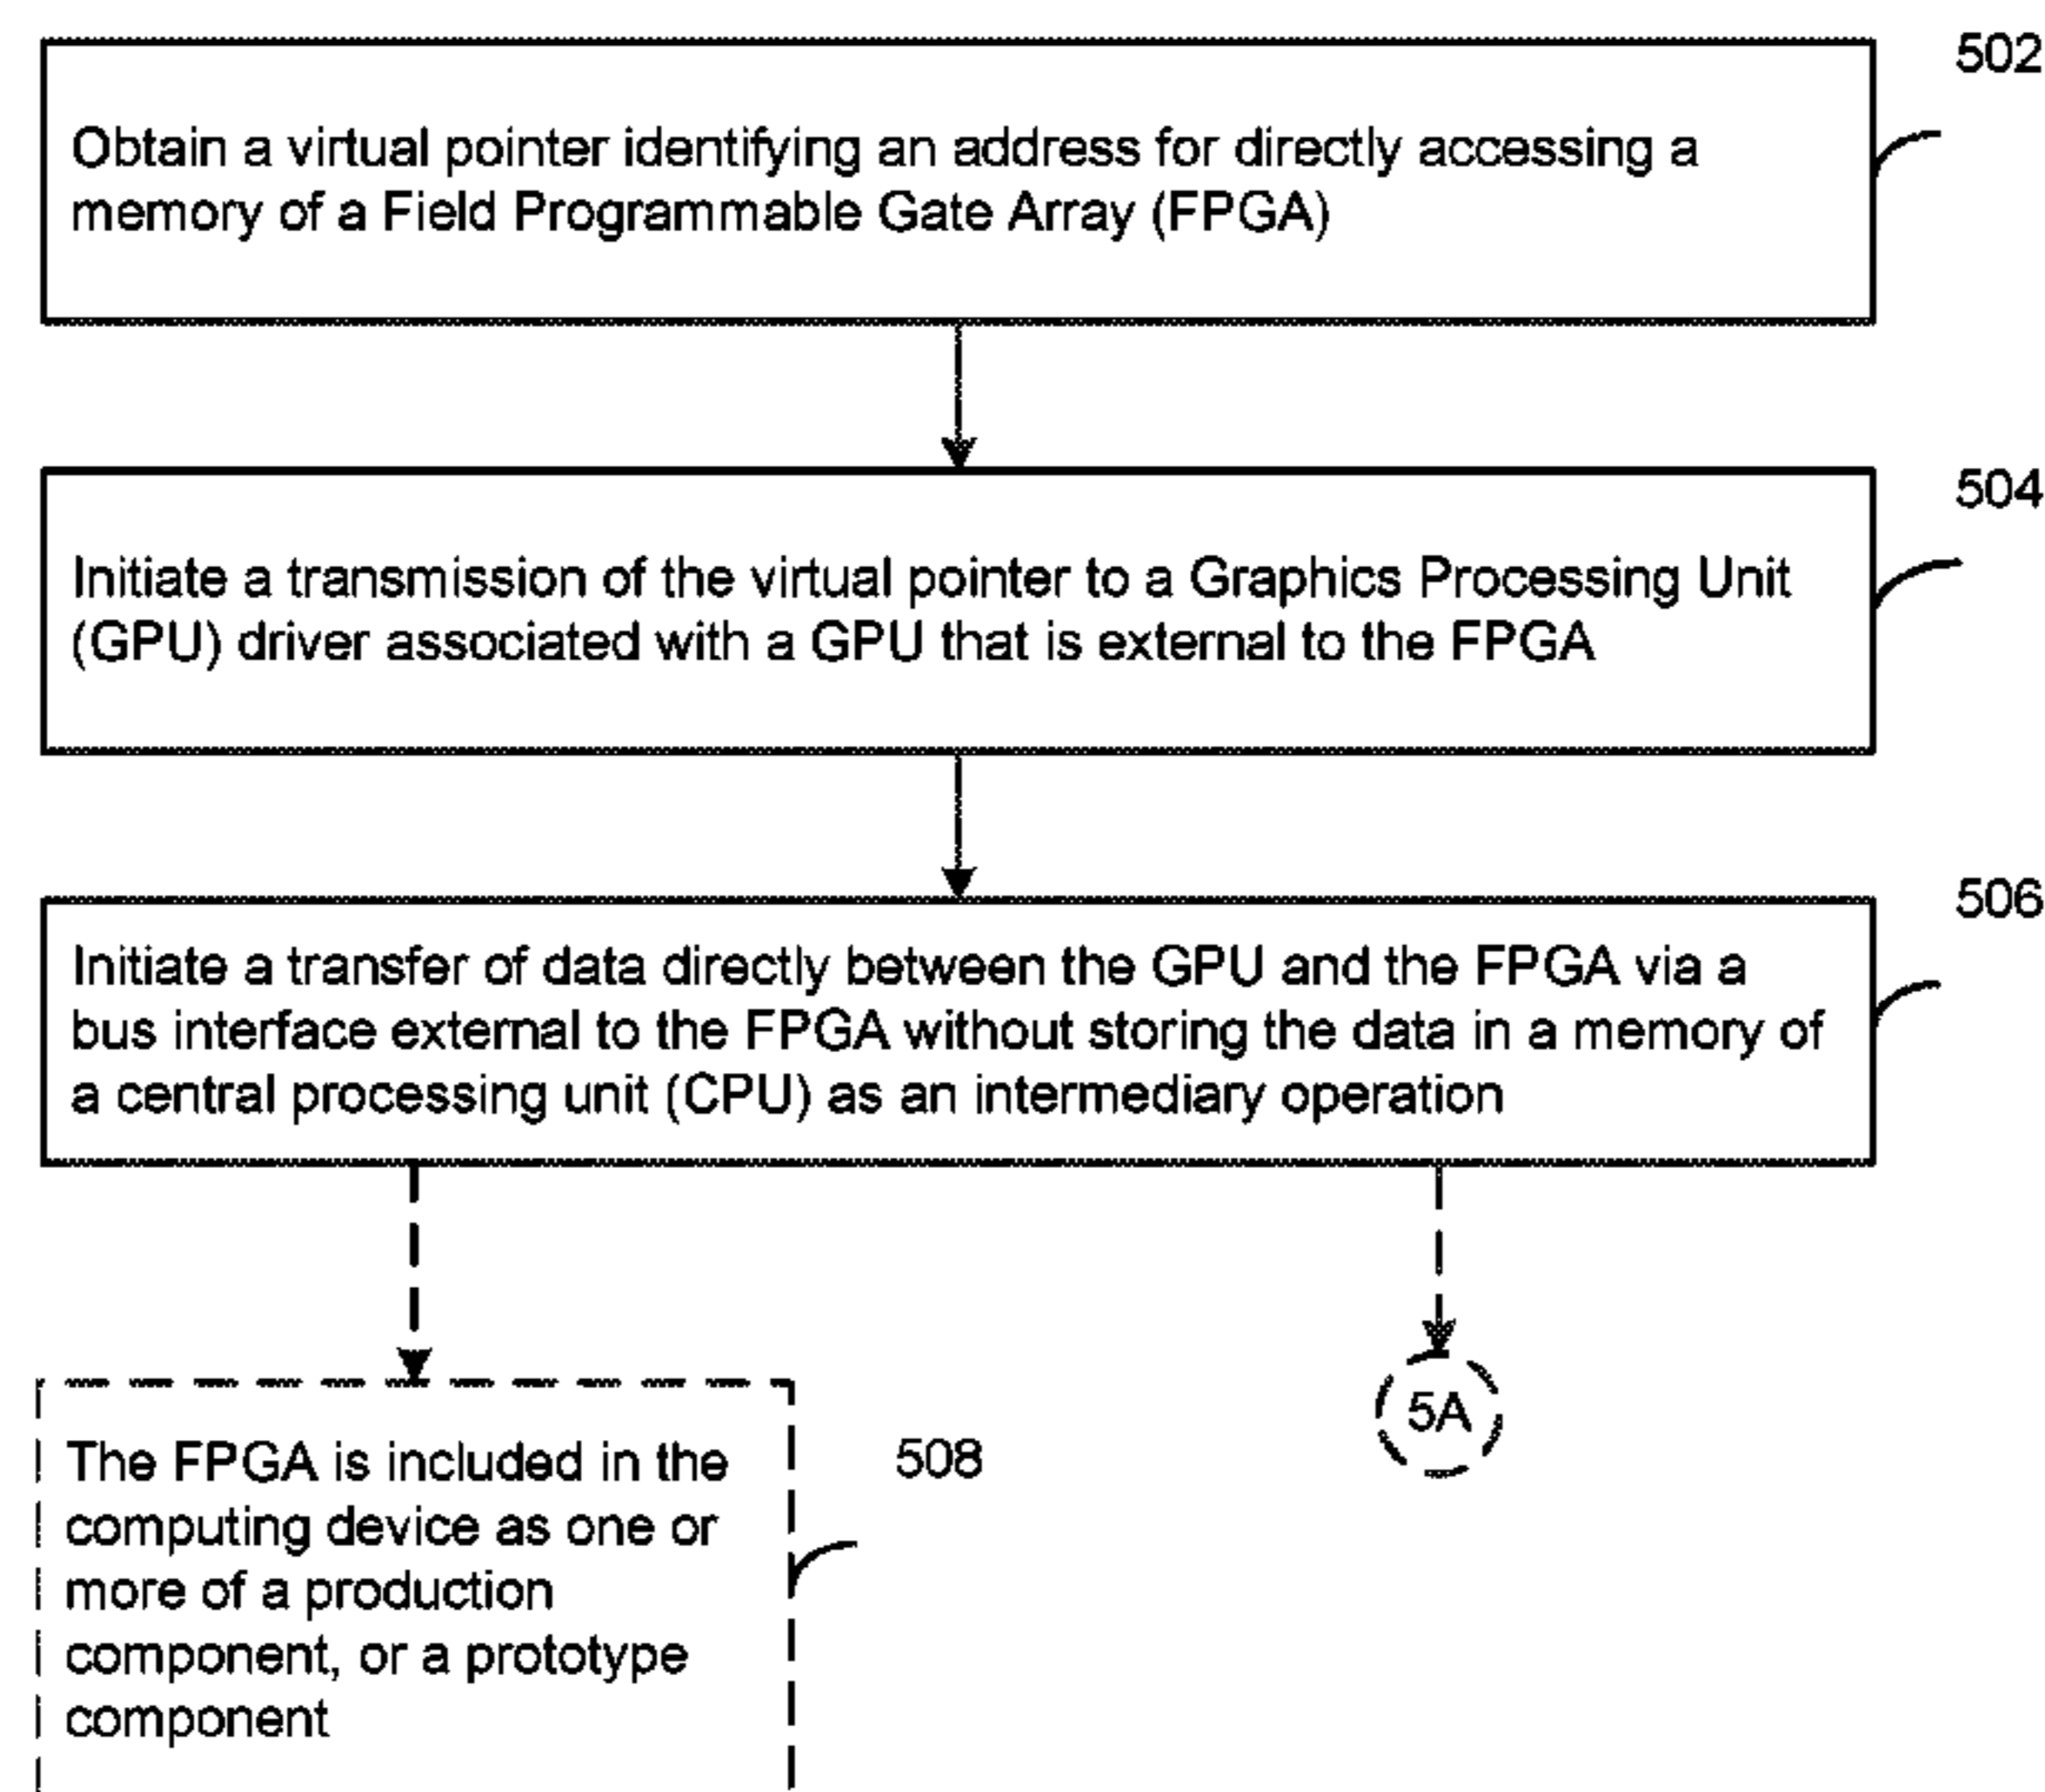 502
Obtain a virtual pointer identifying an address for directly accessing a
memory of a Field Programmable Gate Array (FPGA)
504
Initiate a transmission of the virtual pointer to a Graphics Processing Unit
(GPU) driver associated with a GPU that is external to the FPGA
506
Initiate a transfer of data directly between the GPU and the FPGA via a
bus interface external to the FPGA without storing the data in a memory of
a central processing unit (CPU) as an intermediary operation
5A
508
The FPGA is included in the
computing device as one or
more of a production
component, or a prototype
component